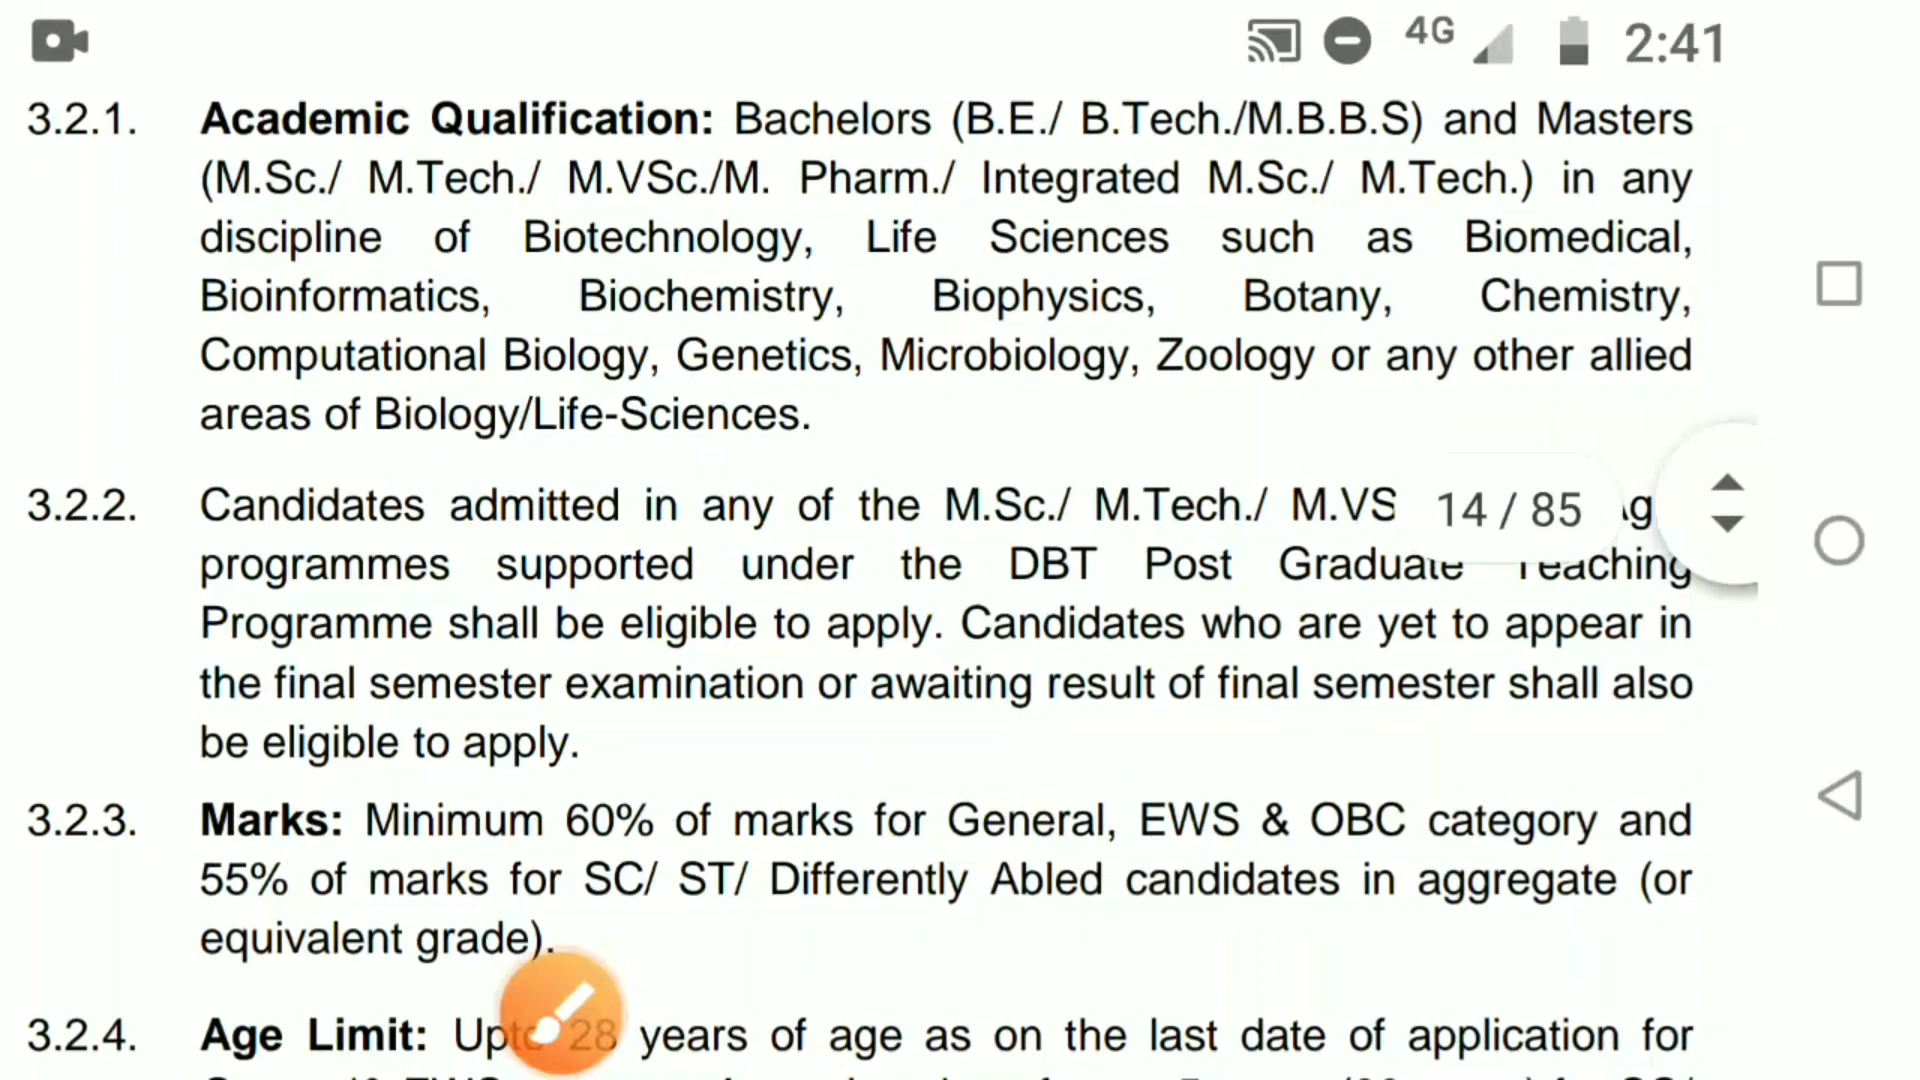 4G 2:41
3.2.1. Academic Qualification: Bachelors (B.E./ B.Tech./M.B.B.S) and Masters
(M.Sc./ M.Tech./ M.VSc./M. Pharm./ Integrated M.Sc./ M.Tech.) in any
discipline of Biotechnology, Life Sciences such as Biomedical,
Bioinformatics, Biochemistry, Biophysics, Botany, Chemistry,
Computational Biology, Genetics, Microbiology, Zoology or any other allied
areas of Biology/Life-Sciences.
3.2.2. Candidates admitted in any of the M.Sc./ M.Tech./ M.VS 14 / 85
programmes supported under the DBT Post Graduate Teaching
Programme shall be eligible to apply. Candidates who are yet to appear in
the final semester examination or awaiting result of final semester shall also
be eligible to apply.
3.2.3. Marks: Minimum 60% of marks for General, EWS & OBC category and
55% of marks for SC/ ST/ Differently Abled candidates in aggregate (or
equivalent grade).
3.2.4. Age Limit: Upto 28 years of age as on the last date of application for